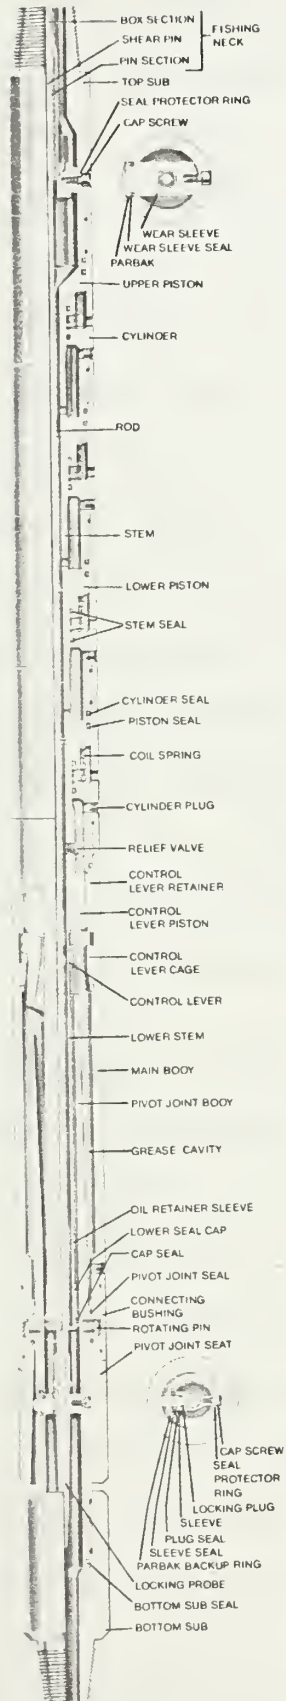 BOX SECTION
SHEAR PIN
FISHING
NECK
PIN SECTION
TOP SUB
SEAL PROTECTOR RING
CAP SCREW
WEAR SLEEVE
WEAR SLEEVE SEAL
PARBAK
UPPER PISTON
CYLINDER
ROD
STEM
LOWER PISTON
STEM SEAL
CYLINDER SEAL
PISTON SEAL
COIL SPRING
CYLINDER PLUG
RELIEF VALVE
CONTROL
LEVER RETAINER
CONTROL
LEVER PISTON
CONTROL
LEVER CAGE
CONTROL LEVER
LOWER STEM
MAIN BODY
PIVOT JOINT BODY
GREASE CAVITY
OIL RETAINER SLEEVE
LOWER SEAL CAP
CAP SEAL
PIVOT JOINT SEAL
CONNECTING
BUSHING
ROTATING PIN
PIVOT JOINT SEAT
CAP SCREW
SEAL
PROTECTOR
RING
LOCKING PLUG
SLEEVE
PLUG SEAL
SLEEVE SEAL
PARBAK BACKUP RING
LOCKING PROBE
BOTTOM SUB SEAL
BOTTOM SUB